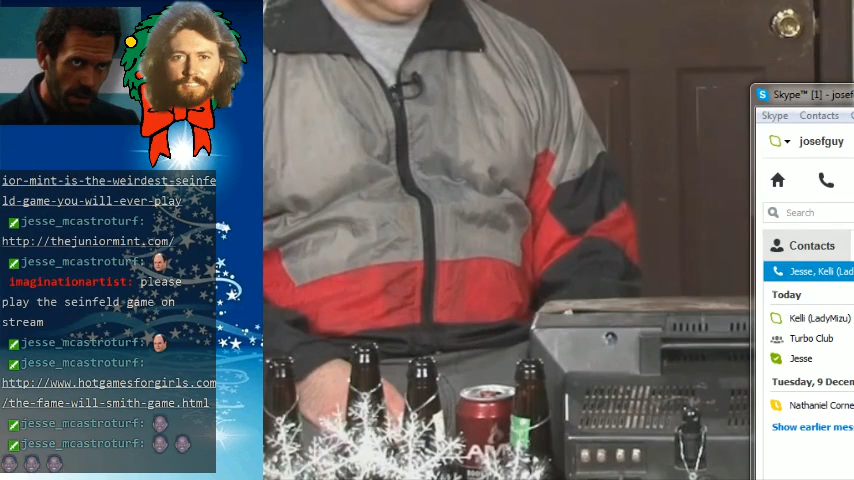 ior-mint-is-the-weirdest-seinfe
ld-game-you-will-ever-play
jesse_mcastroturf:
http://thejuniormint.com/
jesse_mcastroturf:
imaginationartist: please
play the seinfeld game on
stream
jesse_mcastroturf:
jesse_mcastroturf:
http://www.hotgamesforgirls.com
/the-fame-will-smith-game.html
jesse_mcastroturf:
jesse_mcastroturf:
Skype™ [1] - josef
Skype Contacts
josefguy
Search
Contacts
Jesse, Kelli (Lad
Today
Kelli (LadyMizu)
Turbo Club
Jesse
Tuesday, 9 Decem
Nathaniel Corne
Show earlier mes